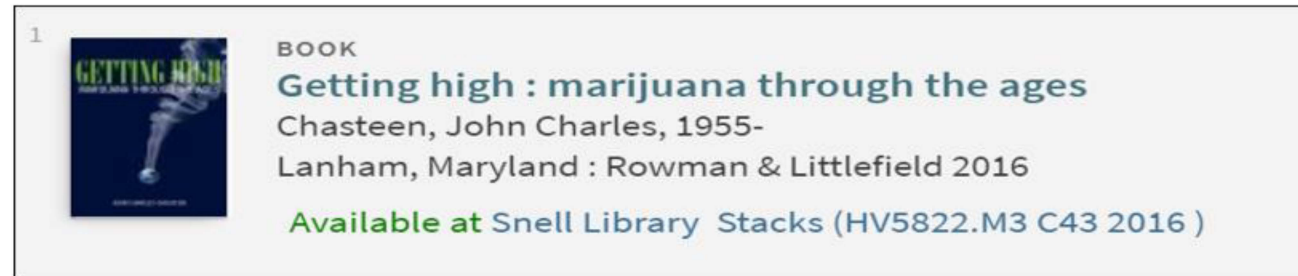 1
BOOK
GETTING HIGH
Getting high : marijuana through the ages
Chasteen, John Charles, 1955-
Lanham, Maryland : Rowman & Littlefield 2016
Available at Snell Library Stacks (HV5822.M3 C43 2016 )